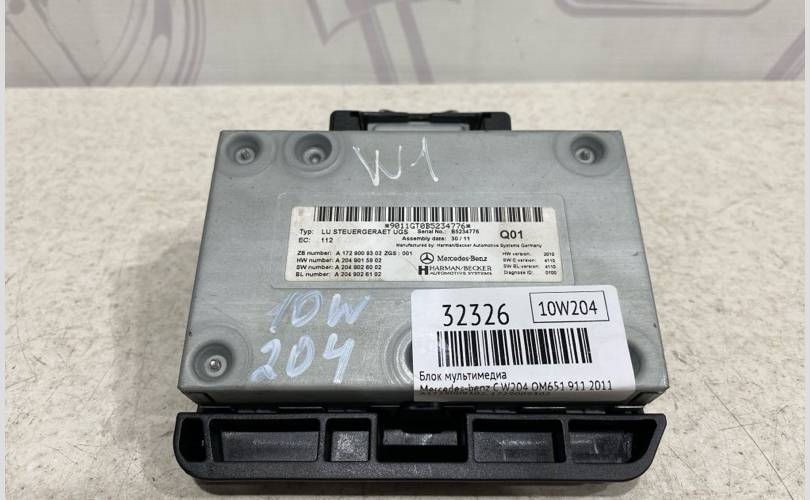 W1
*9011GT0B5234776*
Typ: LU STEUERGERAET UGS Serial No.: B5234776 Q01
EC: 112 Assembly date: 30 / 11
Manufactured by Harman/Becker Automotive Systems Germany
ZB number: A 172 900 93 02 ZGS : 001
HW number: A 204 901 59 02
SW number: A 204 902 60 02
BL number: A 204 902 61 02
Mercedes-Benz
HARMAN/BECKER
AUTOMOTIVE SYSTEMS
HW version: 2010
SW C version: 4110
SW BL version: 4110
Diagnose ID: 0100
10W
204
32326 10W204
Блок мультимедиа
Mercedes-benz C W204 OM651.911 2011